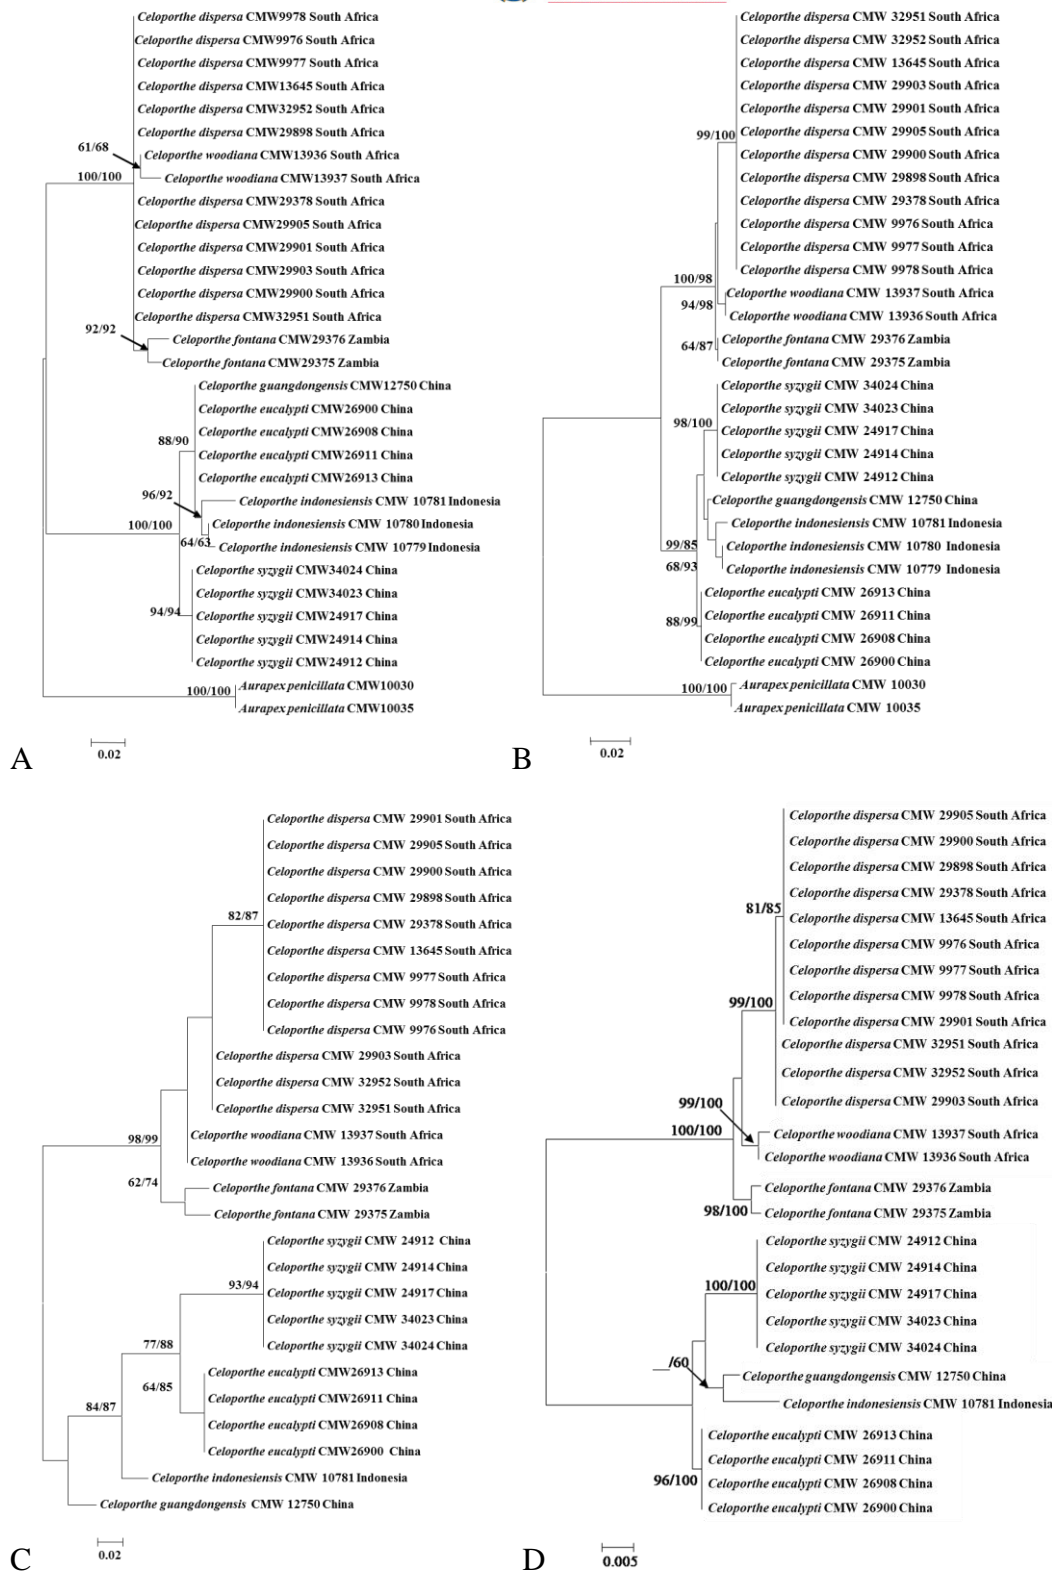 Celoporthe dispersa CMW9978 South Africa
Celoporthe dispersa CMW9976 South Africa
Celoporthe dispersa CMW9977 South Africa
Celoporthe dispersa CMW13645 South Africa
Celoporthe dispersa CMW32952 South Africa
Celoporthe dispersa CMW29898 South Africa
61/68
Celoporthe woodiana CMW13936 South Africa
100/100
Celoporthe woodiana CMW13937 South Africa
Celoporthe dispersa CMW29378 South Africa
Celoporthe dispersa CMW29905 South Africa
Celoporthe dispersa CMW29901 South Africa
Celoporthe dispersa CMW29903 South Africa
Celoporthe dispersa CMW29900 South Africa
Celoporthe dispersa CMW32951 South Africa
92/92
Celoporthe fontana CMW29376 Zambia
Celoporthe fontana CMW29375 Zambia
Celoporthe guangdongensis CMW12750 China
Celoporthe eucalypti CMW26900 China
88/90
Celoporthe eucalypti CMW26908 China
Celoporthe eucalypti CMW26911 China
Celoporthe eucalypti CMW26913 China
96/92
Celoporthe indonesiensis CMW 10781 Indonesia
100/100
Celoporthe indonesiensis CMW 10780 Indonesia
64/63
Celoporthe indonesiensis CMW 10779 Indonesia
Celoporthe syzygii CMW34024 China
Celoporthe syzygii CMW34023 China
94/94
Celoporthe syzygii CMW24917 China
Celoporthe syzygii CMW24914 China
Celoporthe syzygii CMW24912 China
100/100
Aurapex penicillata CMW10030
Aurapex penicillata CMW10035
0.02
A
Celoporthe dispersa CMW 32951 South Africa
Celoporthe dispersa CMW 32952 South Africa
Celoporthe dispersa CMW 13645 South Africa
Celoporthe dispersa CMW 29903 South Africa
Celoporthe dispersa CMW 29901 South Africa
99/100
Celoporthe dispersa CMW 29905 South Africa
Celoporthe dispersa CMW 29900 South Africa
Celoporthe dispersa CMW 29898 South Africa
Celoporthe dispersa CMW 29378 South Africa
Celoporthe dispersa CMW 9976 South Africa
Celoporthe dispersa CMW 9977 South Africa
Celoporthe dispersa CMW 9978 South Africa
100/98
Celoporthe woodiana CMW 13937 South Africa
94/98
Celoporthe woodiana CMW 13936 South Africa
Celoporthe fontana CMW 29376 Zambia
64/87
Celoporthe fontana CMW 29375 Zambia
Celoporthe syzygii CMW 34024 China
Celoporthe syzygii CMW 34023 China
98/100
Celoporthe syzygii CMW 24917 China
Celoporthe syzygii CMW 24914 China
Celoporthe syzygii CMW 24912 China
Celoporthe guangdongensis CMW 12750 China
Celoporthe indonesiensis CMW 10781 Indonesia
99/85
Celoporthe indonesiensis CMW 10780 Indonesia
68/93
Celoporthe indonesiensis CMW 10779 Indonesia
Celoporthe eucalypti CMW 26913 China
88/99
Celoporthe eucalypti CMW 26911 China
Celoporthe eucalypti CMW 26908 China
Celoporthe eucalypti CMW 26900 China
100/100
Aurapex penicillata CMW 10030
Aurapex penicillata CMW 10035
0.02
B
Celoporthe dispersa CMW 29901 South Africa
Celoporthe dispersa CMW 29905 South Africa
Celoporthe dispersa CMW 29900 South Africa
Celoporthe dispersa CMW 29898 South Africa
82/87
Celoporthe dispersa CMW 29378 South Africa
Celoporthe dispersa CMW 13645 South Africa
Celoporthe dispersa CMW 9977 South Africa
Celoporthe dispersa CMW 9978 South Africa
Celoporthe dispersa CMW 9976 South Africa
Celoporthe dispersa CMW 29903 South Africa
Celoporthe dispersa CMW 32952 South Africa
Celoporthe dispersa CMW 32951 South Africa
98/99
Celoporthe woodiana CMW 13937 South Africa
Celoporthe woodiana CMW 13936 South Africa
62/74
Celoporthe fontana CMW 29376 Zambia
Celoporthe fontana CMW 29375 Zambia
Celoporthe syzygii CMW 24912 China
Celoporthe syzygii CMW 24914 China
93/94
Celoporthe syzygii CMW 24917 China
Celoporthe syzygii CMW 34023 China
77/88
Celoporthe syzygii CMW 34024 China
Celoporthe eucalypti CMW26913 China
64/85
Celoporthe eucalypti CMW26911 China
84/87
Celoporthe eucalypti CMW26908 China
Celoporthe eucalypti CMW26900 China
Celoporthe indonesiensis CMW 10781 Indonesia
Celoporthe guangdongensis CMW 12750 China
0.02
C
Celoporthe dispersa CMW 29905 South Africa
Celoporthe dispersa CMW 29900 South Africa
Celoporthe dispersa CMW 29898 South Africa
Celoporthe dispersa CMW 29378 South Africa
81/85
Celoporthe dispersa CMW 13645 South Africa
Celoporthe dispersa CMW 9976 South Africa
Celoporthe dispersa CMW 9977 South Africa
99/100
Celoporthe dispersa CMW 9978 South Africa
Celoporthe dispersa CMW 29901 South Africa
Celoporthe dispersa CMW 32951 South Africa
Celoporthe dispersa CMW 32952 South Africa
Celoporthe dispersa CMW 29903 South Africa
99/100
100/100
Celoporthe woodiana CMW 13937 South Africa
Celoporthe woodiana CMW 13936 South Africa
Celoporthe fontana CMW 29376 Zambia
98/100
Celoporthe fontana CMW 29375 Zambia
Celoporthe syzygii CMW 24912 China
Celoporthe syzygii CMW 24914 China
100/100
Celoporthe syzygii CMW 24917 China
Celoporthe syzygii CMW 34023 China
Celoporthe syzygii CMW 34024 China
/60
Celoporthe guangdongensis CMW 12750 China
Celoporthe indonesiensis CMW 10781 Indonesia
Celoporthe eucalypti CMW 26913 China
Celoporthe eucalypti CMW 26911 China
96/100
Celoporthe eucalypti CMW 26908 China
Celoporthe eucalypti CMW 26900 China
0.005
D